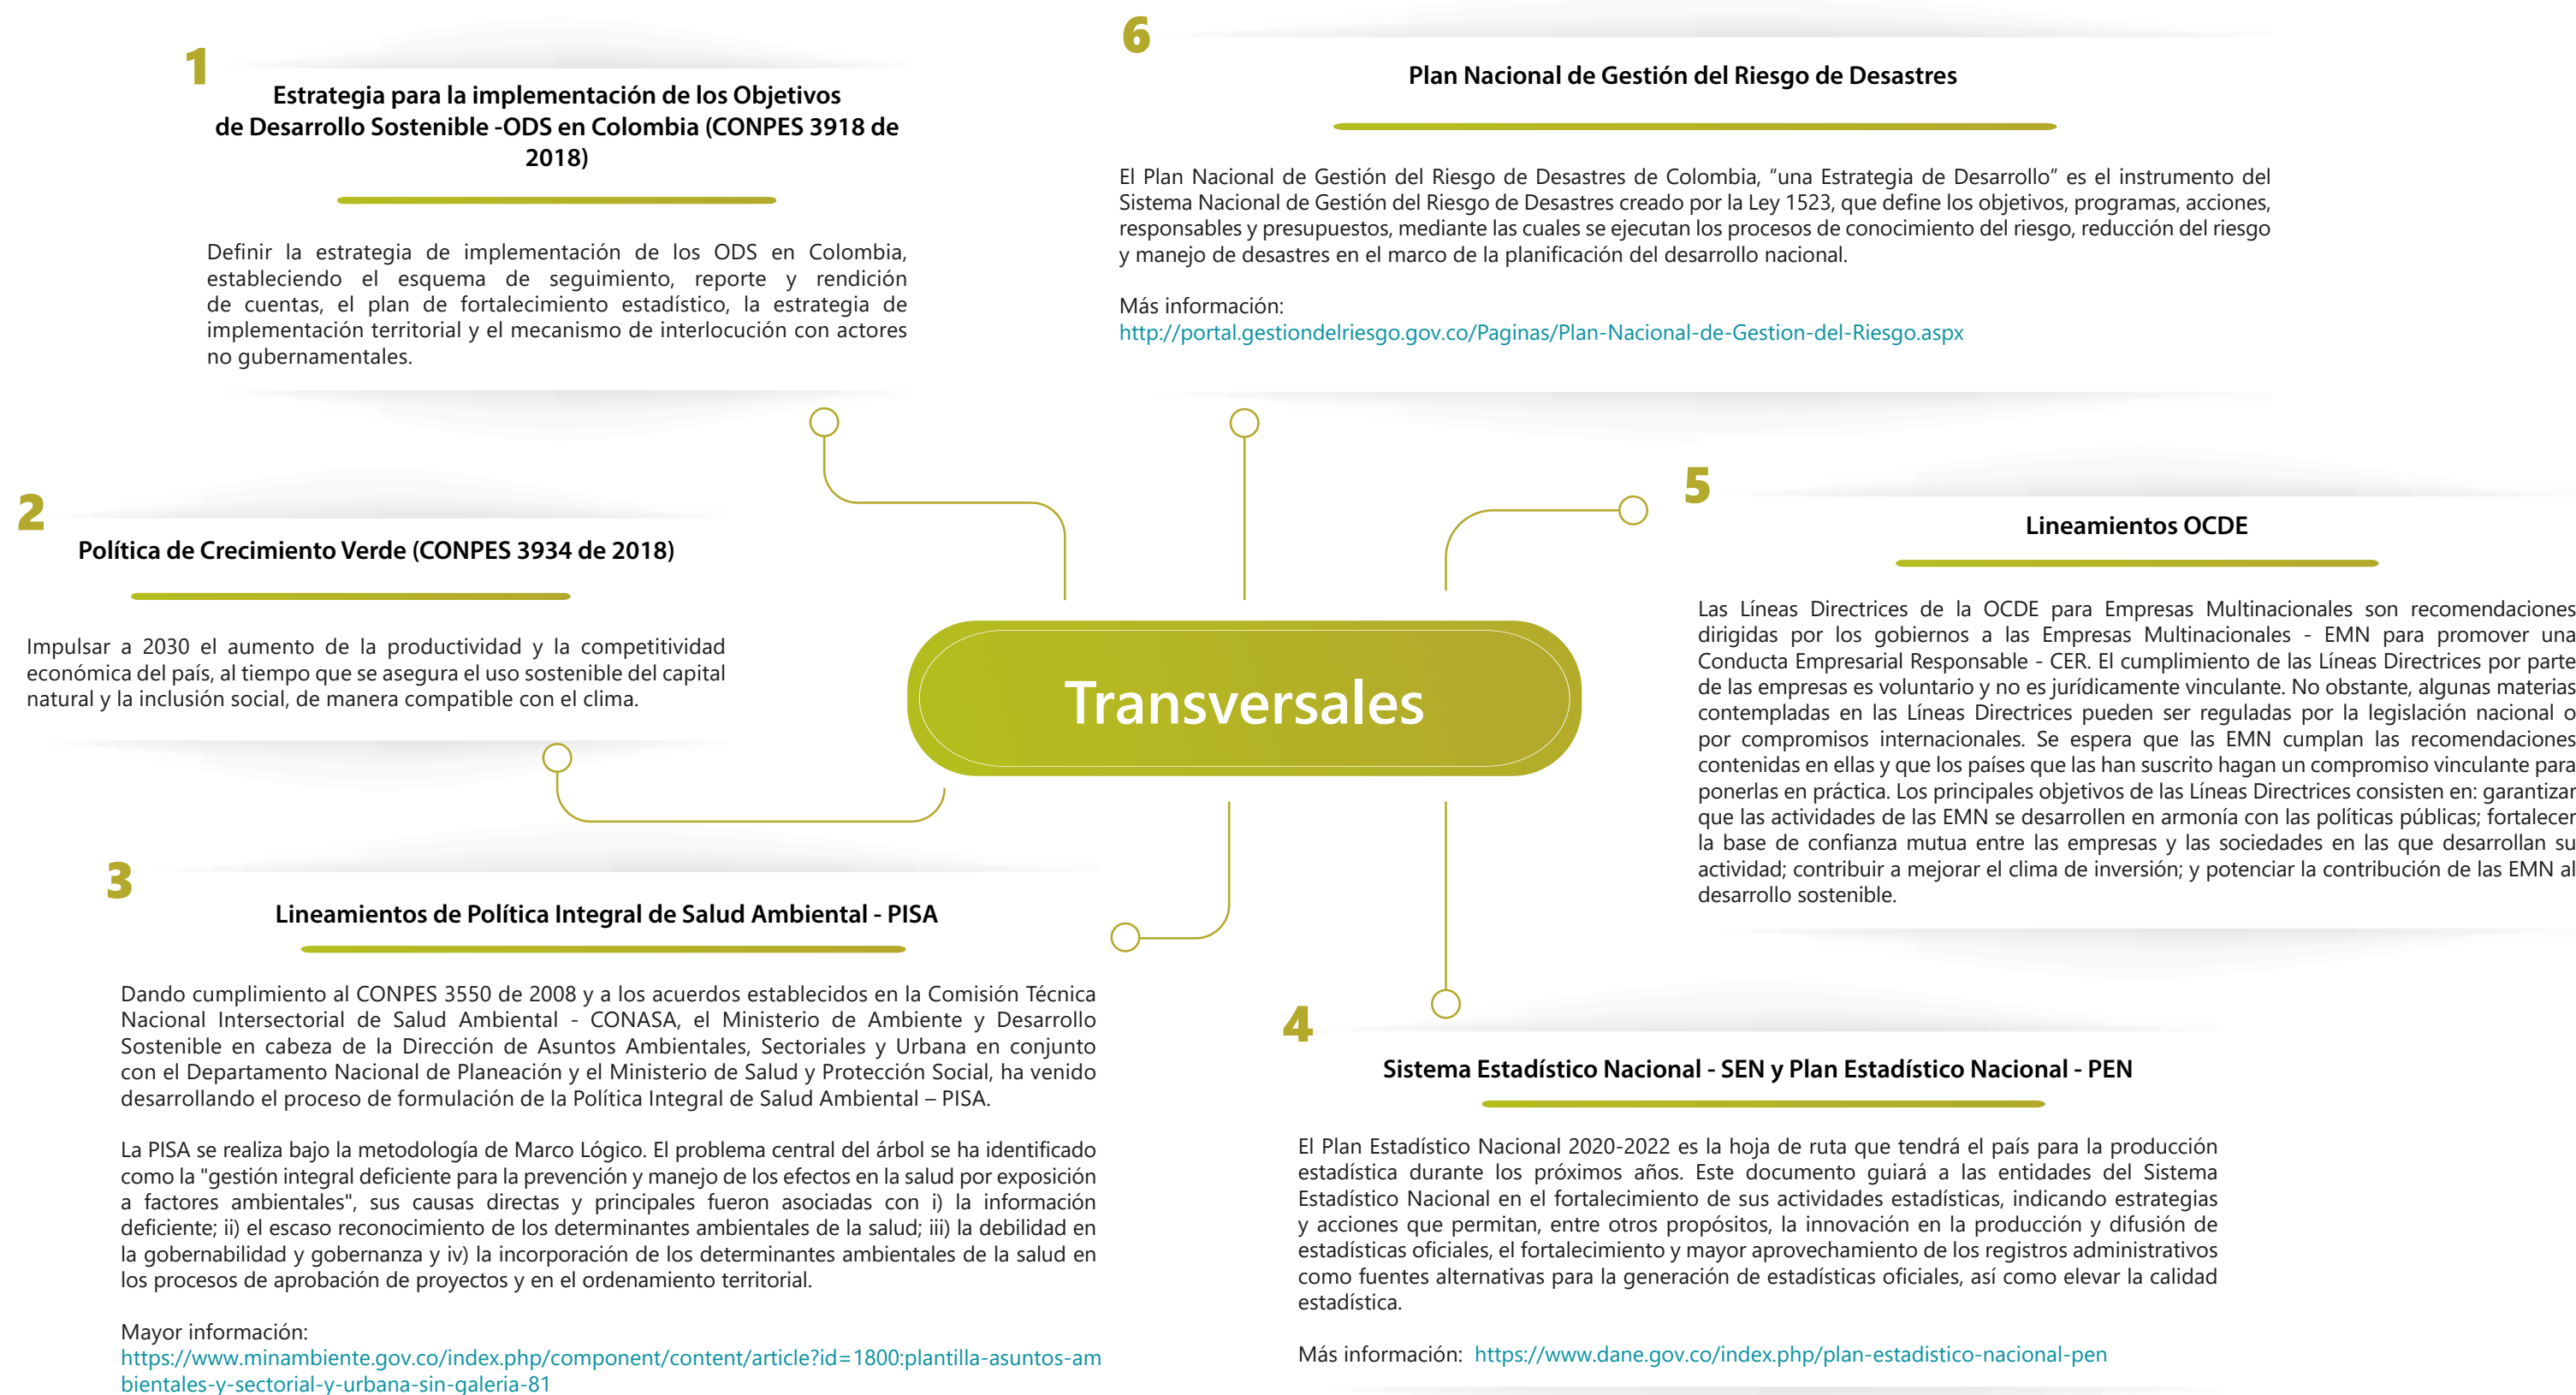 1
Estrategia para la implementación de los Objetivos
de Desarrollo Sostenible -ODS en Colombia (CONPES 3918 de
2018)
Definir la estrategia de implementación de los ODS en Colombia,
estableciendo el esquema de seguimiento, reporte y rendición
de cuentas, el plan de fortalecimiento estadístico, la estrategia de
implementación territorial y el mecanismo de interlocución con actores
no gubernamentales.
2
Política de Crecimiento Verde (CONPES 3934 de 2018)
Impulsar a 2030 el aumento de la productividad y la competitividad
económica del país, al tiempo que se asegura el uso sostenible del capital
natural y la inclusión social, de manera compatible con el clima.
3
Lineamientos de Política Integral de Salud Ambiental - PISA
Dando cumplimiento al CONPES 3550 de 2008 y a los acuerdos establecidos en la Comisión Técnica
Nacional Intersectorial de Salud Ambiental - CONASA, el Ministerio de Ambiente y Desarrollo
Sostenible en cabeza de la Dirección de Asuntos Ambientales, Sectoriales y Urbana en conjunto
con el Departamento Nacional de Planeación y el Ministerio de Salud y Protección Social, ha venido
desarrollando el proceso de formulación de la Política Integral de Salud Ambiental – PISA.
La PISA se realiza bajo la metodología de Marco Lógico. El problema central del árbol se ha identificado
como la "gestión integral deficiente para la prevención y manejo de los efectos en la salud por exposición
a factores ambientales", sus causas directas y principales fueron asociadas con i) la información
deficiente; ii) el escaso reconocimiento de los determinantes ambientales de la salud; iii) la debilidad en
la gobernabilidad y gobernanza y iv) la incorporación de los determinantes ambientales de la salud en
los procesos de aprobación de proyectos y en el ordenamiento territorial.
Mayor información:
https://www.minambiente.gov.co/index.php/component/content/article?id=1800:plantilla-asuntos-am
bientales-y-sectorial-y-urbana-sin-galeria-81
Transversales
6
Plan Nacional de Gestión del Riesgo de Desastres
El Plan Nacional de Gestión del Riesgo de Desastres de Colombia, “una Estrategia de Desarrollo” es el instrumento del
Sistema Nacional de Gestión del Riesgo de Desastres creado por la Ley 1523, que define los objetivos, programas, acciones,
responsables y presupuestos, mediante las cuales se ejecutan los procesos de conocimiento del riesgo, reducción del riesgo
y manejo de desastres en el marco de la planificación del desarrollo nacional.
Más información:
http://portal.gestiondelriesgo.gov.co/Paginas/Plan-Nacional-de-Gestion-del-Riesgo.aspx
5
Lineamientos OCDE
Las Líneas Directrices de la OCDE para Empresas Multinacionales son recomendaciones
dirigidas por los gobiernos a las Empresas Multinacionales - EMN para promover una
Conducta Empresarial Responsable - CER. El cumplimiento de las Líneas Directrices por parte
de las empresas es voluntario y no es jurídicamente vinculante. No obstante, algunas materias
contempladas en las Líneas Directrices pueden ser reguladas por la legislación nacional o
por compromisos internacionales. Se espera que las EMN cumplan las recomendaciones
contenidas en ellas y que los países que las han suscrito hagan un compromiso vinculante para
ponerlas en práctica. Los principales objetivos de las Líneas Directrices consisten en: garantizar
que las actividades de las EMN se desarrollen en armonía con las políticas públicas; fortalecer
la base de confianza mutua entre las empresas y las sociedades en las que desarrollan su
actividad; contribuir a mejorar el clima de inversión; y potenciar la contribución de las EMN al
desarrollo sostenible.
4
Sistema Estadístico Nacional - SEN y Plan Estadístico Nacional - PEN
El Plan Estadístico Nacional 2020-2022 es la hoja de ruta que tendrá el país para la producción
estadística durante los próximos años. Este documento guiará a las entidades del Sistema
Estadístico Nacional en el fortalecimiento de sus actividades estadísticas, indicando estrategias
y acciones que permitan, entre otros propósitos, la innovación en la producción y difusión de
estadísticas oficiales, el fortalecimiento y mayor aprovechamiento de los registros administrativos
como fuentes alternativas para la generación de estadísticas oficiales, así como elevar la calidad
estadística.
Más información: https://www.dane.gov.co/index.php/plan-estadistico-nacional-pen